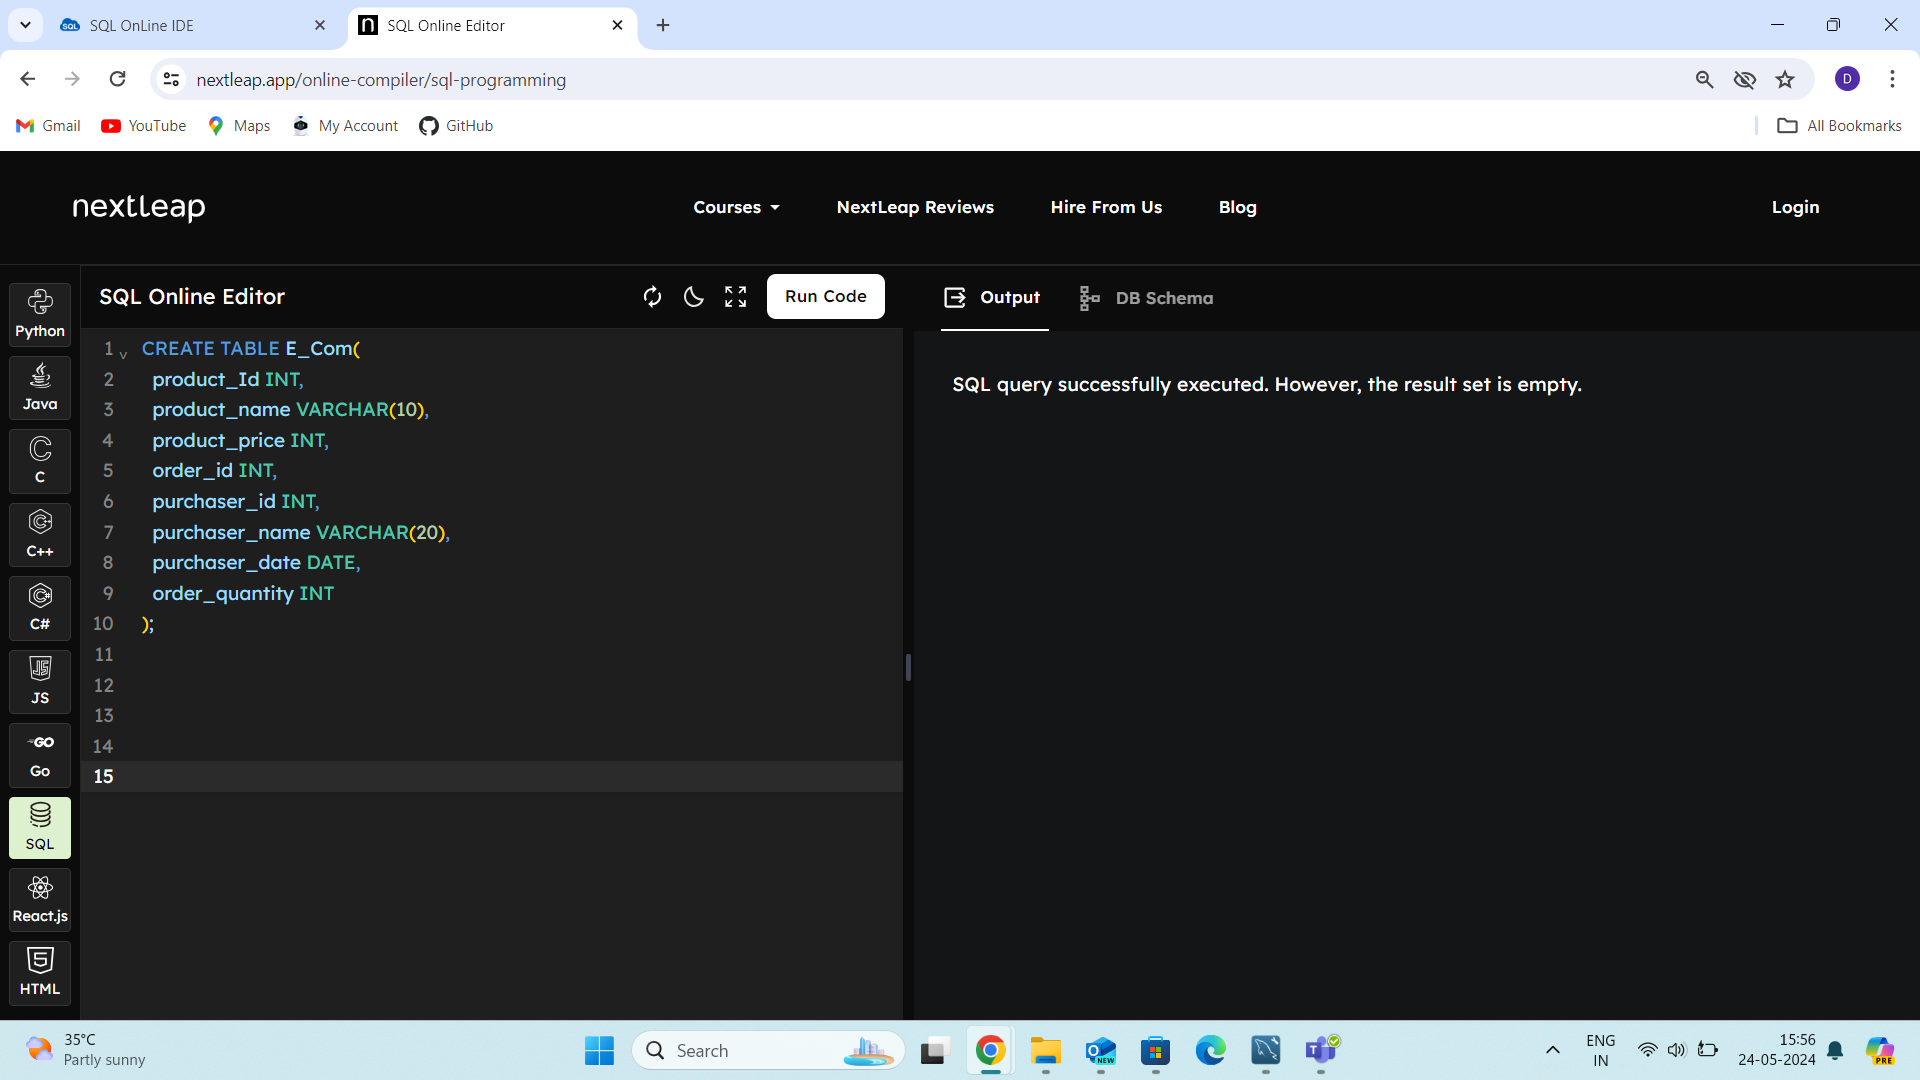 SQL OnLine IDE
SQL Online Editor
nextleap.app/online-compiler/sql-programming
D
Gmail
YouTube
Maps
My Account
GitHub
All Bookmarks
nextleap
Courses
NextLeap Reviews
Hire From Us
Blog
Login
Python
Java
C
C++
C#
JS
Go
SQL
React.js
HTML
SQL Online Editor
Run Code
1 CREATE TABLE E_Com(
2 product_Id INT,
3 product_name VARCHAR(10),
4 product_price INT,
5 order_id INT,
6 purchaser_id INT,
7 purchaser_name VARCHAR(20),
8 purchaser_date DATE,
9 order_quantity INT
10 );
11
12
13
14
15
Output
DB Schema
SQL query successfully executed. However, the result set is empty.
35°C
Partly sunny
Search
NEW
ENG
IN
15:56
24-05-2024
PRE